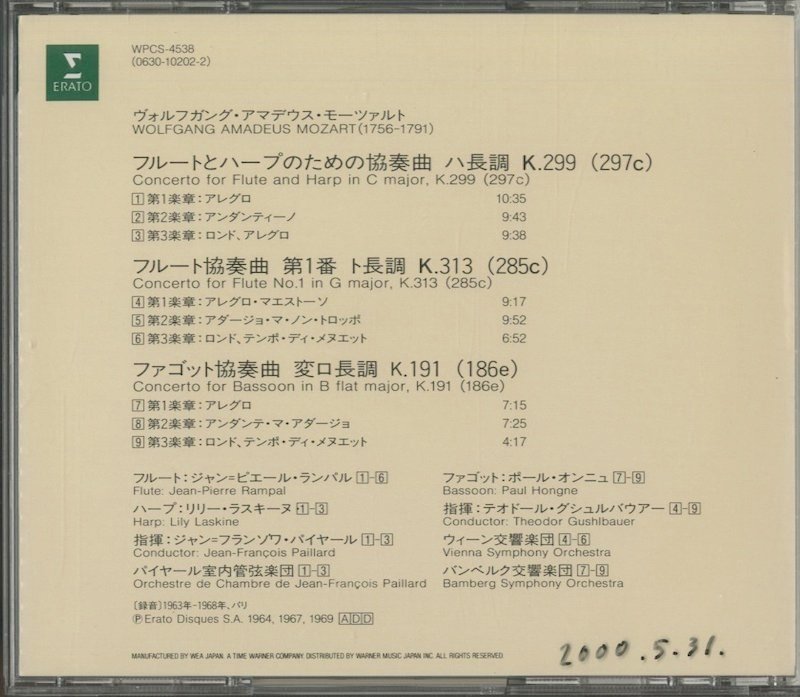 WPCS-4538
(0630-10202-2)
Σ
ERATO
ヴォルフガング・アマデウス・モーツァルト
WOLFGANG AMADEUS MOZART(1756-1791)
フルートとハープのための協奏曲 ハ長調 K.299 (297c)
Concerto for Flute and Harp in C major, K.299 (297c)
1 第1楽章:アレグロ 10:35
2 第2楽章:アンダンティーノ 9:43
3 第3楽章:ロンド、アレグロ 9:38
フルート協奏曲 第1番 ト長調 K.313 (285c)
Concerto for Flute No.1 in G major, K.313 (285c)
4 第1楽章:アレグロ・マエストーソ 9:17
5 第2楽章:アダージョ・マ・ノン・トロッポ 9:52
6 第3楽章:ロンド、テンポ・ディ・メヌエット 6:52
ファゴット協奏曲 変ロ長調 K.191 (186e)
Concerto for Bassoon in B flat major, K.191 (186e)
7 第1楽章:アレグロ 7:15
8 第2楽章:アンダンテ・マ・アダージョ 7:25
9 第3楽章:ロンド、テンポ・ディ・メヌエット 4:17
フルート:ジャン=ピエール・ランパル 1-6
Flute: Jean-Pierre Rampal
ハープ:リリー・ラスキーヌ 1-3
Harp: Lily Laskine
指揮:ジャン=フランソワ・パイヤール 1-3
Conductor: Jean-François Paillard
パイヤール室内管弦楽団 1-3
Orchestre de Chambre de Jean-François Paillard
ファゴット:ポール・オンニュ 7-9
Bassoon: Paul Hongne
指揮:テオドール・グシュルバウアー 4-9
Conductor: Theodor Gushlbauer
ウィーン交響楽団 4-6
Vienna Symphony Orchestra
バンベルク交響楽団 7-9
Bamberg Symphony Orchestra
〔録音〕1963年-1968年、パリ
Ⓟ Erato Disques S.A. 1964, 1967, 1969 ADD
MANUFACTURED BY WEA JAPAN. A TIME WARNER COMPANY. DISTRIBUTED BY WARNER MUSIC JAPAN INC. ALL RIGHTS RESERVED.
2000.5.31.